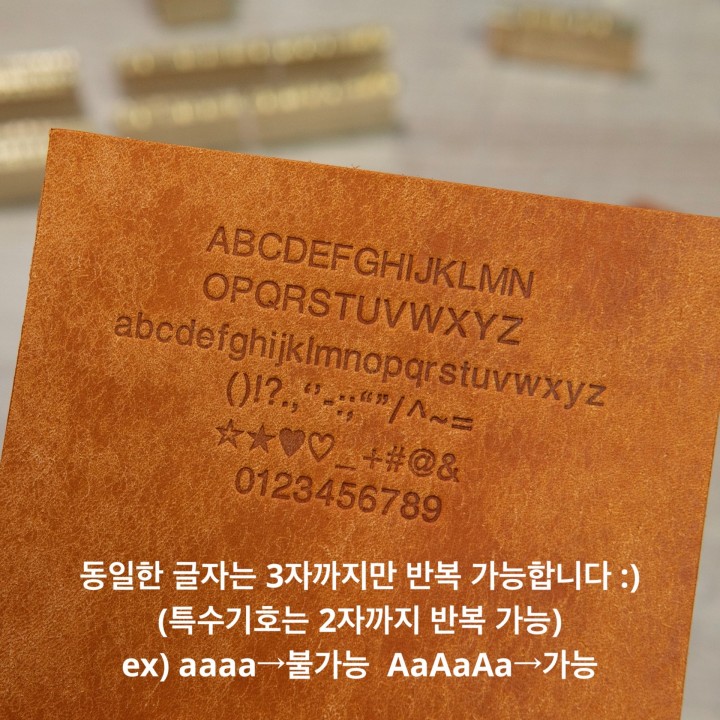 ABCDEFGHIJKLMN
OPQRSTUVWXYZ
abcdefghijklmnopqrstuvwxyz
()!?.,‘’-:;“”/^~=
☆★♥♡_+#@&
0123456789
동일한 글자는 3자까지만 반복 가능합니다 :)
(특수기호는 2자까지 반복 가능)
ex) aaaa→불가능 AaAaAa→가능